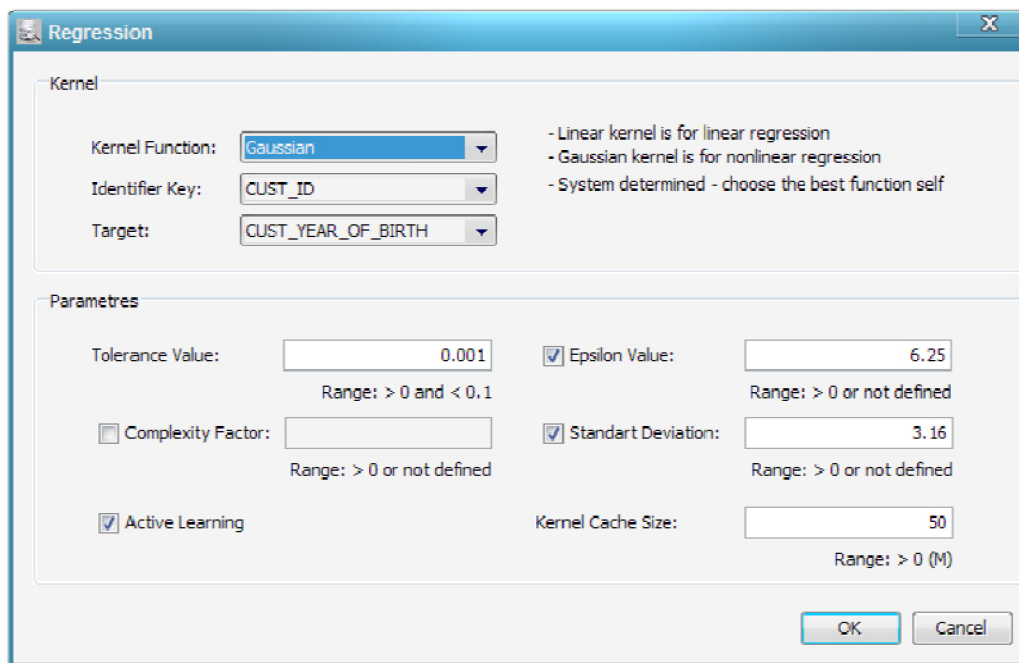 Regression
Kernel
Kernel Function: Gaussian
- Linear kernel is for linear regression
- Gaussian kernel is for nonlinear regression
Identifier Key: CUST_ID
- System determined - choose the best function self
Target: CUST_YEAR_OF_BIRTH
Parametres
Tolerance Value: 0.001
Range: > 0 and < 0.1
Epsilon Value: 6.25
Range: > 0 or not defined
Complexity Factor:
Range: > 0 or not defined
Standart Deviation: 3.16
Range: > 0 or not defined
Active Learning
Kernel Cache Size: 50
Range: > 0 (M)
OK
Cancel